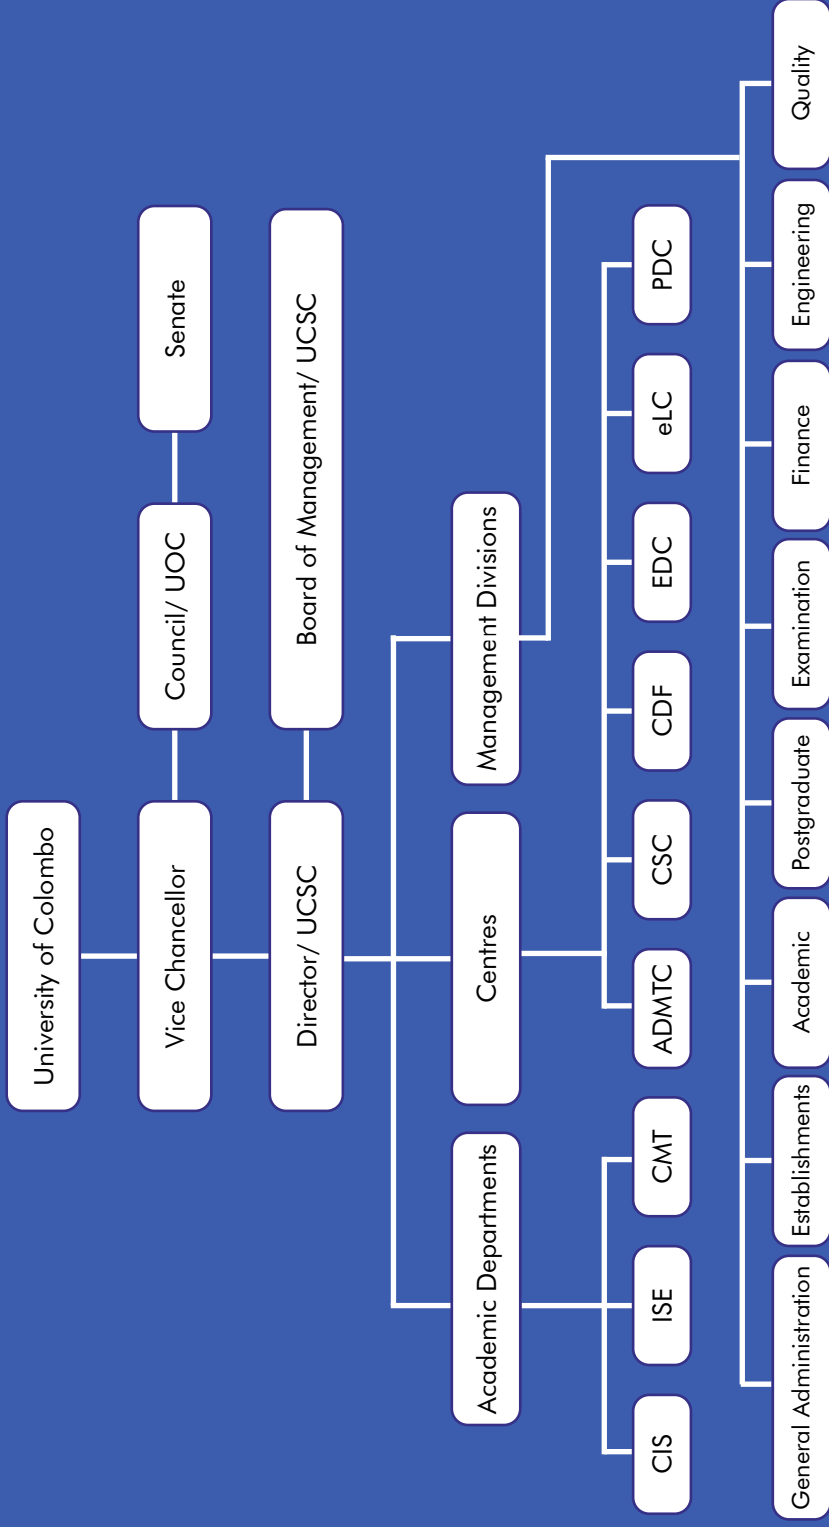 University of Colombo
Vice Chancellor
Council/ UOC
Senate
Director/ UCSC
Board of Management/ UCSC
Academic Departments
Centres
Management Divisions
CIS
ISE
CMT
ADMTC
CSC
CDF
EDC
eLC
PDC
General Administration
Establishments
Academic
Postgraduate
Examination
Finance
Engineering
Quality